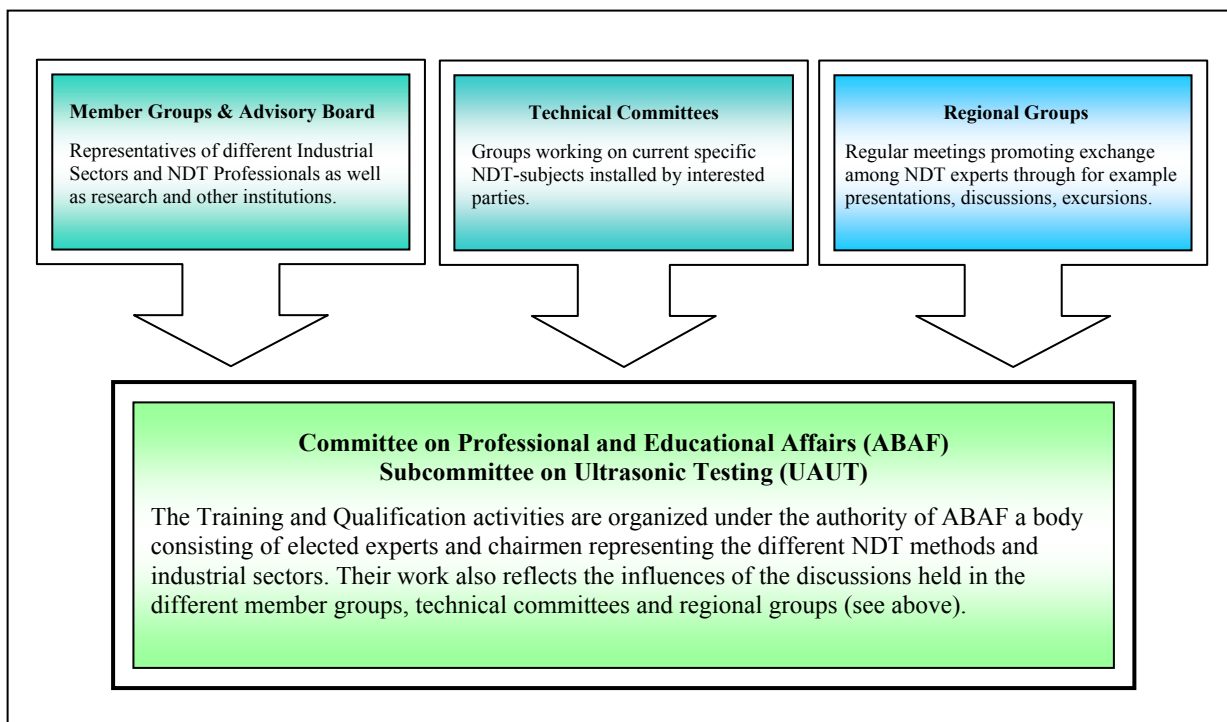 Member Groups & Advisory Board
Representatives of different Industrial
Sectors and NDT Professionals as well
as research and other institutions.
Technical Committees
Groups working on current specific
NDT-subjects installed by interested
parties.
Regional Groups
Regular meetings promoting exchange
among NDT experts through for example
presentations, discussions, excursions.
Committee on Professional and Educational Affairs (ABAF)
Subcommittee on Ultrasonic Testing (UAUT)
The Training and Qualification activities are organized under the authority of ABAF a body
consisting of elected experts and chairmen representing the different NDT methods and
industrial sectors. Their work also reflects the influences of the discussions held in the
different member groups, technical committees and regional groups (see above).